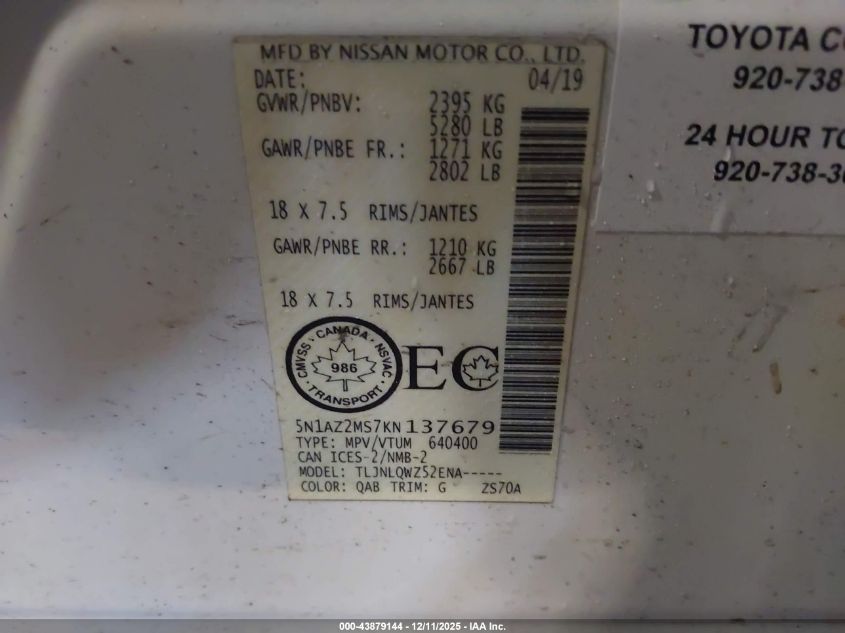 MFD BY NISSAN MOTOR CO., LTD.
DATE: 04/19
GVWR/PNBV: 2395 KG
5280 LB
GAWR/PNBE FR.: 1271 KG
2802 LB
18 X 7.5 RIMS/JANTES
GAWR/PNBE RR.: 1210 KG
2667 LB
18 X 7.5 RIMS/JANTES
CMVSS · CANADA · NSVAC
986
· TRANSPORT ·
EC
5N1AZ2MS7KN137679
TYPE: MPV/VTUM 640400
CAN ICES-2/NMB-2
MODEL: TLJNLQWZ52ENA-----
COLOR: QAB TRIM: G ZS70A
TOYOTA
920-738-
24 HOUR
920-738-
000-43879144 - 12/11/2025 - IAA Inc.